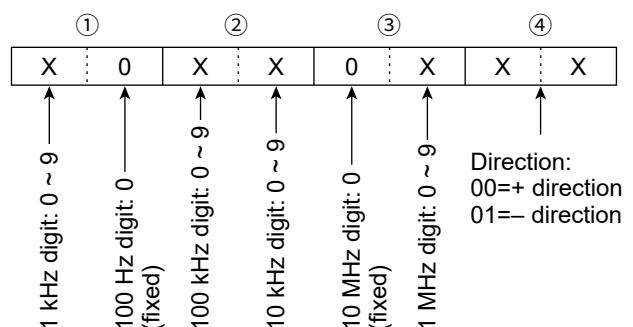 ① ② ③ ④
X 0 X X 0 X X X
1 kHz digit: 0 ~ 9
100 Hz digit: 0
(fixed)
100 kHz digit: 0 ~ 9
10 kHz digit: 0 ~ 9
10 MHz digit: 0
(fixed)
1 MHz digit: 0 ~ 9
Direction:
00=+ direction
01=– direction